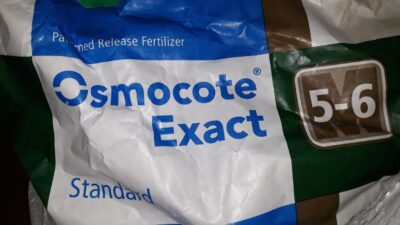 Release Fertilizer
Osmocote®
Exact
Standard
5-6
M